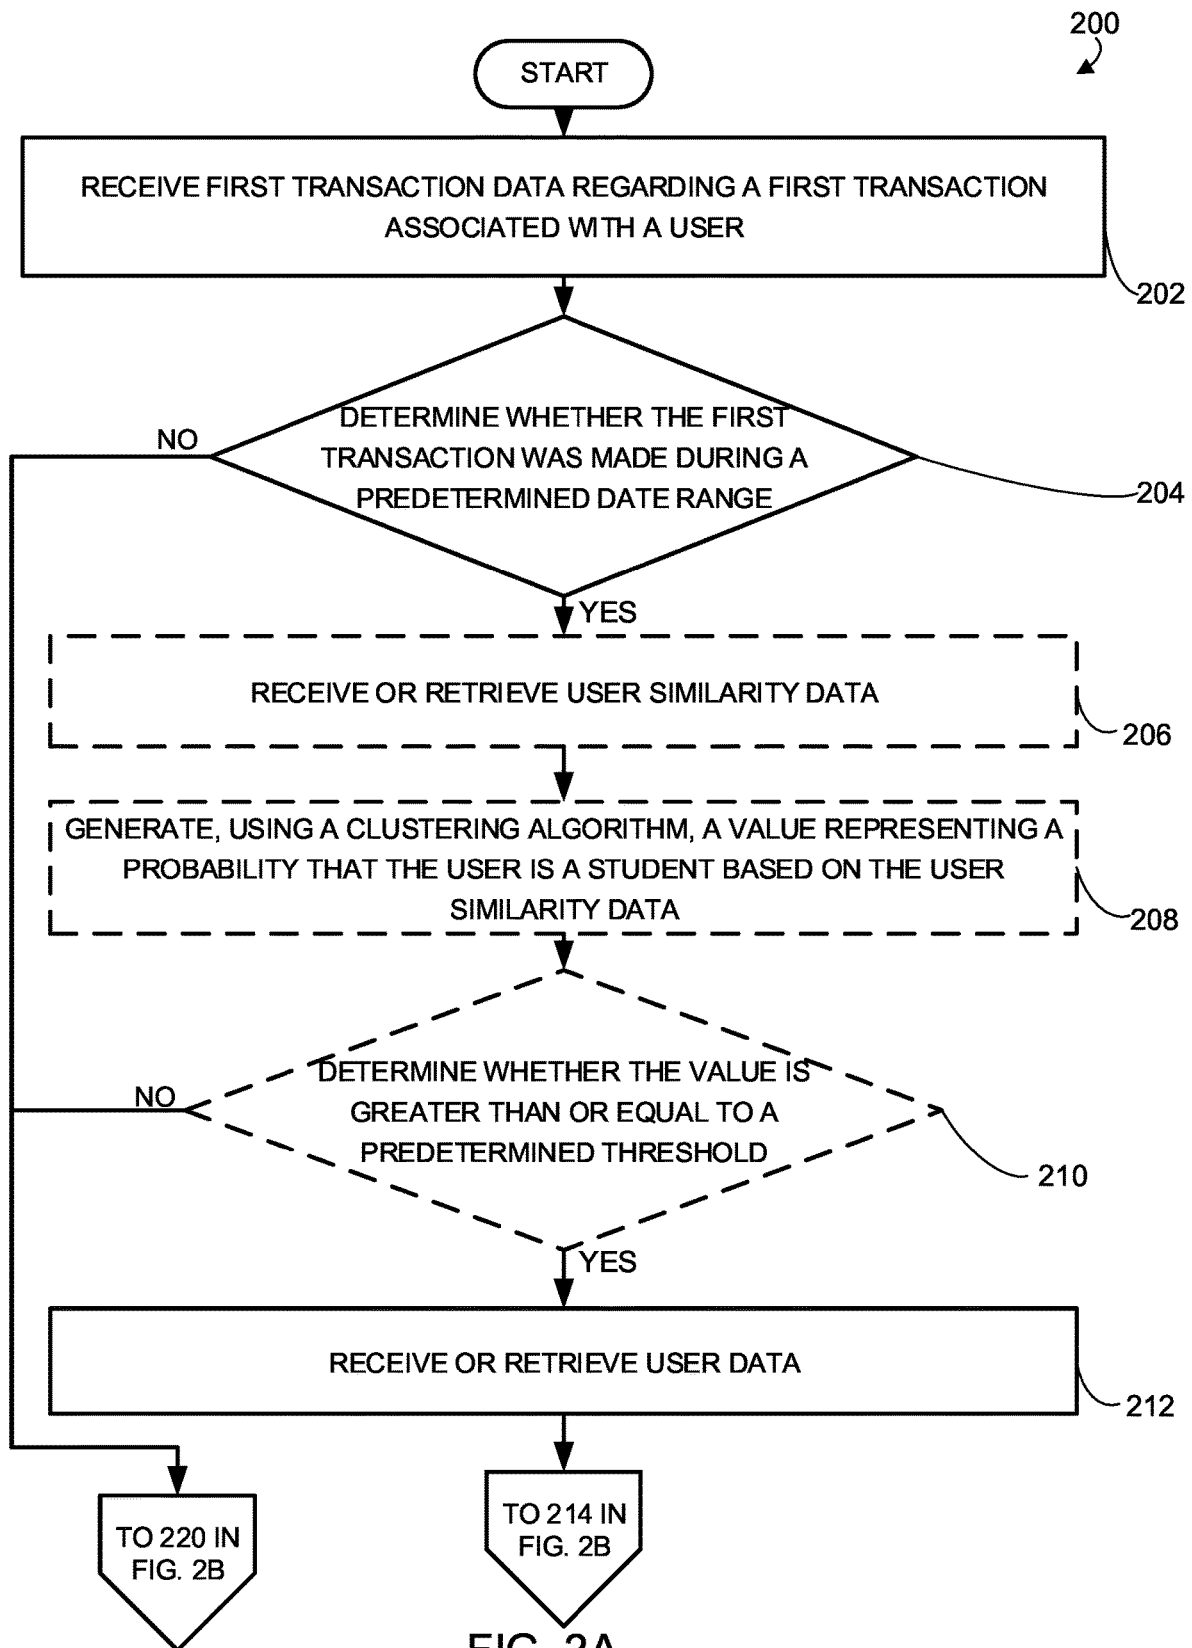 200
START
RECEIVE FIRST TRANSACTION DATA REGARDING A FIRST TRANSACTION
ASSOCIATED WITH A USER
202
DETERMINE WHETHER THE FIRST
TRANSACTION WAS MADE DURING A
PREDETERMINED DATE RANGE
NO
204
YES
RECEIVE OR RETRIEVE USER SIMILARITY DATA
206
GENERATE, USING A CLUSTERING ALGORITHM, A VALUE REPRESENTING A
PROBABILITY THAT THE USER IS A STUDENT BASED ON THE USER
SIMILARITY DATA
208
DETERMINE WHETHER THE VALUE IS
GREATER THAN OR EQUAL TO A
PREDETERMINED THRESHOLD
NO
210
YES
RECEIVE OR RETRIEVE USER DATA
212
TO 220 IN
FIG. 2B
TO 214 IN
FIG. 2B
FIG. 2A